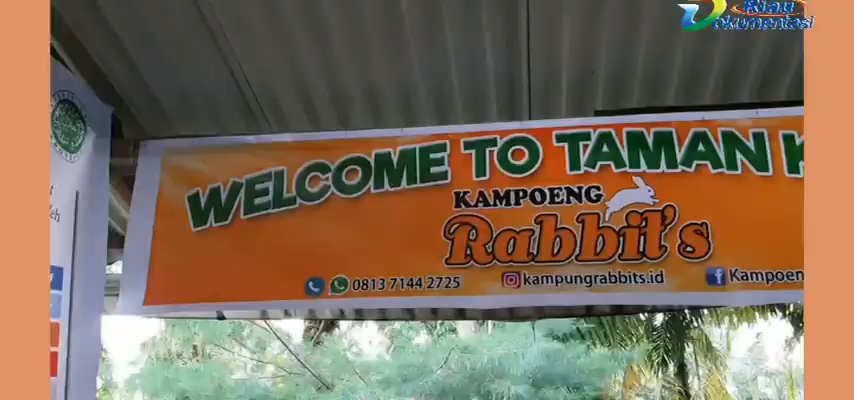 Riau
Dokumentasi
WELCOME TO TAMAN
KAMPOENG
Rabbit's
0813 7144 2725
kampungrabbits.id
Kampoen